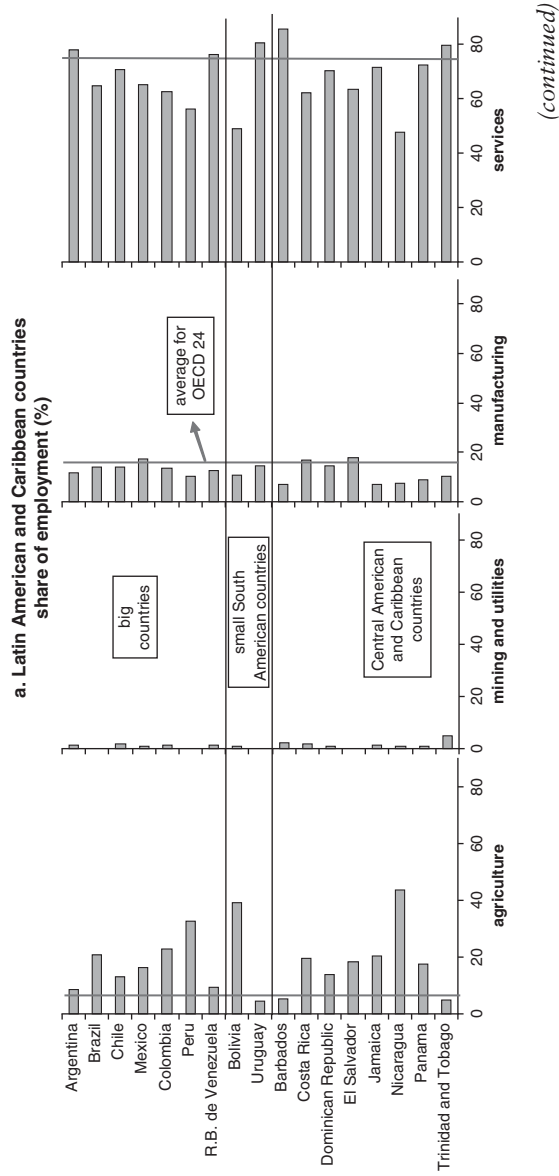 a. Latin American and Caribbean countries
share of employment (%)
Argentina
Brazil
Chile
Mexico
Colombia
Peru
R.B. de Venezuela
Bolivia
Uruguay
Barbados
Costa Rica
Dominican Republic
El Salvador
Jamaica
Nicaragua
Panama
Trinidad and Tobago
big
countries
small South
American countries
Central American
and Caribbean
countries
average for
OECD 24
0 20 40 60 80
agriculture
0 20 40 60 80
mining and utilities
0 20 40 60 80
manufacturing
0 20 40 60 80
services
(continued)